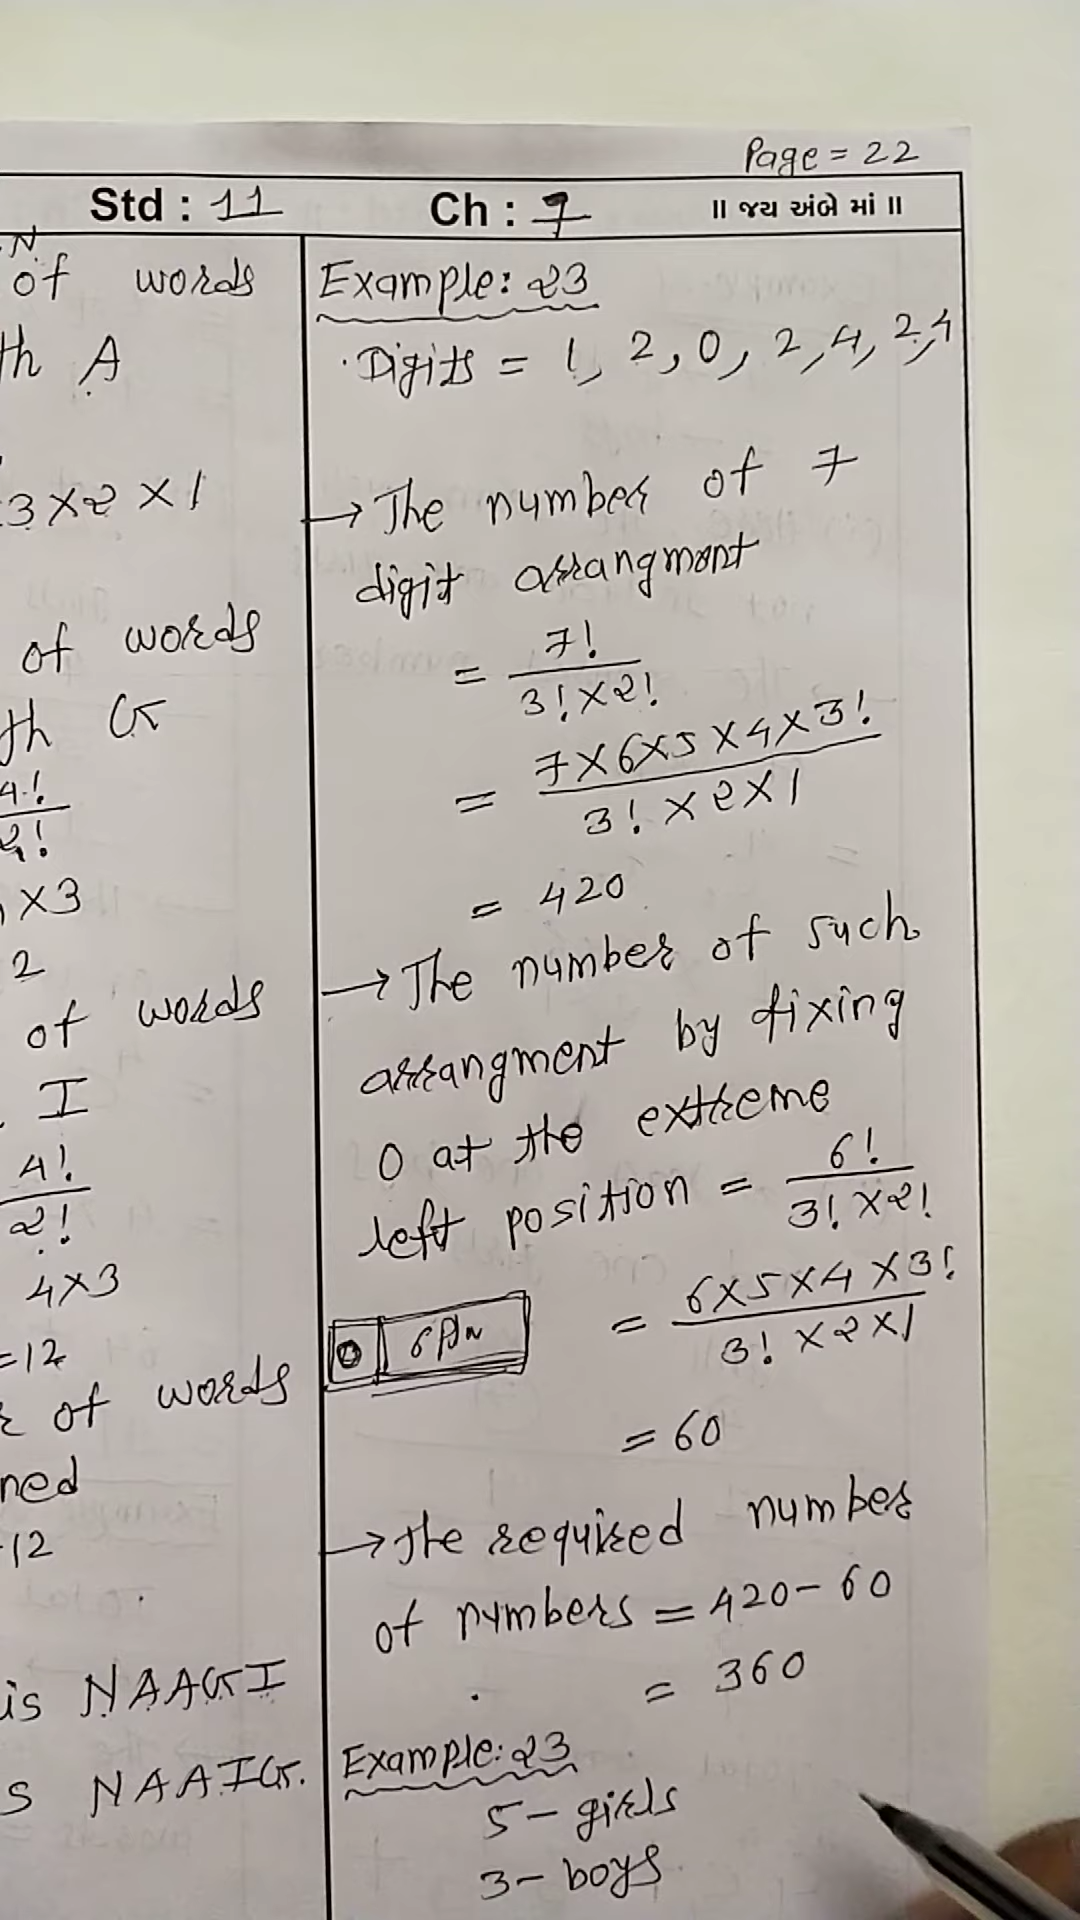 Page = 22
Std : 11 Ch : 7 ॥ જય અંબે માં ॥
N
of words
th A
3 x 2 x 1
of words
th G
4!
2!
x 3
2
of words
I
4!
2!
4 x 3
= 12
of words
ned
12
is NAAGI
s NAAIG.
Example: 23
Digits = 1, 2, 0, 2, 4, 2, 4
→ The number of 7
digit arrangment
= 7! / 3! x 2!
= 7 x 6 x 5 x 4 x 3! / 3! x 2 x 1
= 420
→ The number of such
arrangment by fixing
0 at the extreme
left position = 6! / 3! x 2!
0 = 6 x 5 x 4 x 3! / 3! x 2 x 1
= 60
→ the required number
of numbers = 420 - 60
= 360
Example: 23
5 - girls
3 - boys